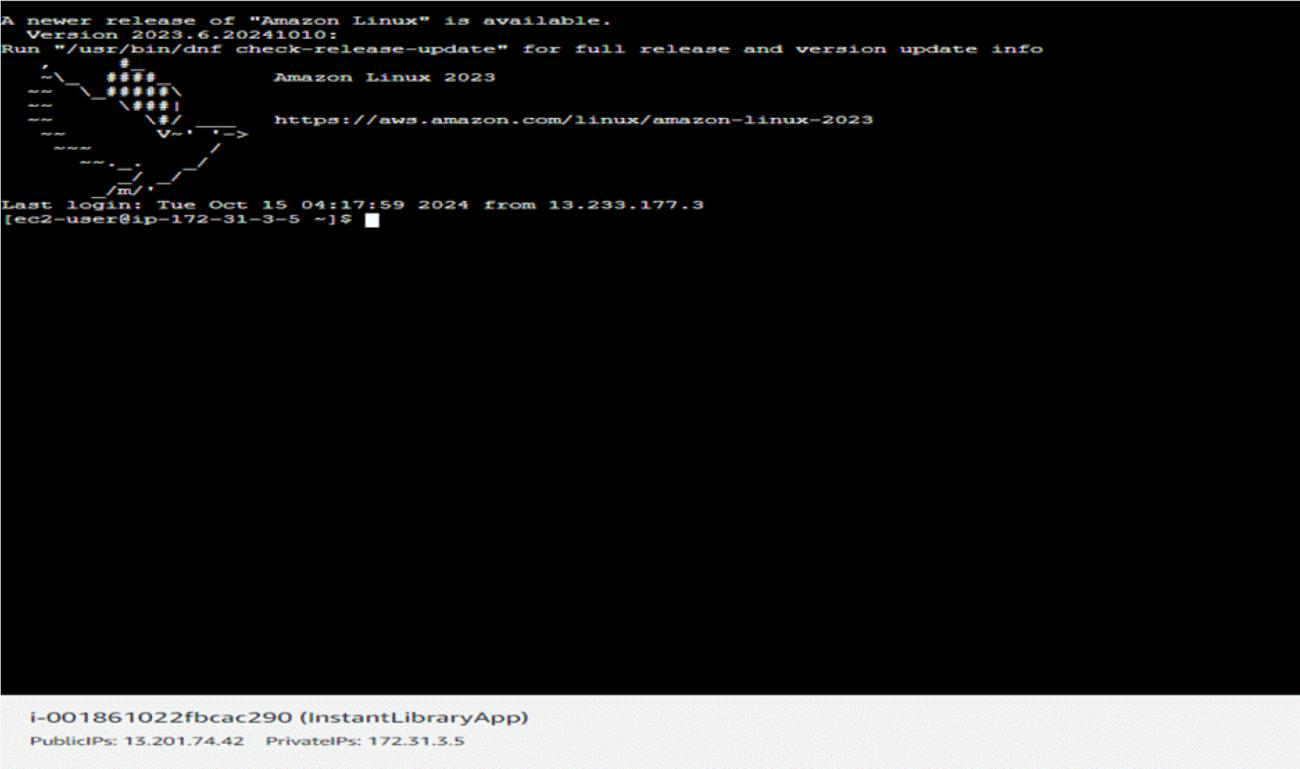 A newer release of "Amazon Linux" is available.
  Version 2023.6.20241010:
Run "/usr/bin/dnf check-release-update" for full release and version update info
   ,     #_
   ~\_  ####_        Amazon Linux 2023
  ~~  \_#####\
  ~~     \###|
  ~~       \#/ ___   https://aws.amazon.com/linux/amazon-linux-2023
   ~~       V~' '->
    ~~~         /
      ~~._.   _/
         _/ _/
       _/m/'
Last login: Tue Oct 15 04:17:59 2024 from 13.233.177.3
[ec2-user@ip-172-31-3-5 ~]$
i-001861022fbcac290 (InstantLibraryApp)
PublicIPs: 13.201.74.42    PrivateIPs: 172.31.3.5